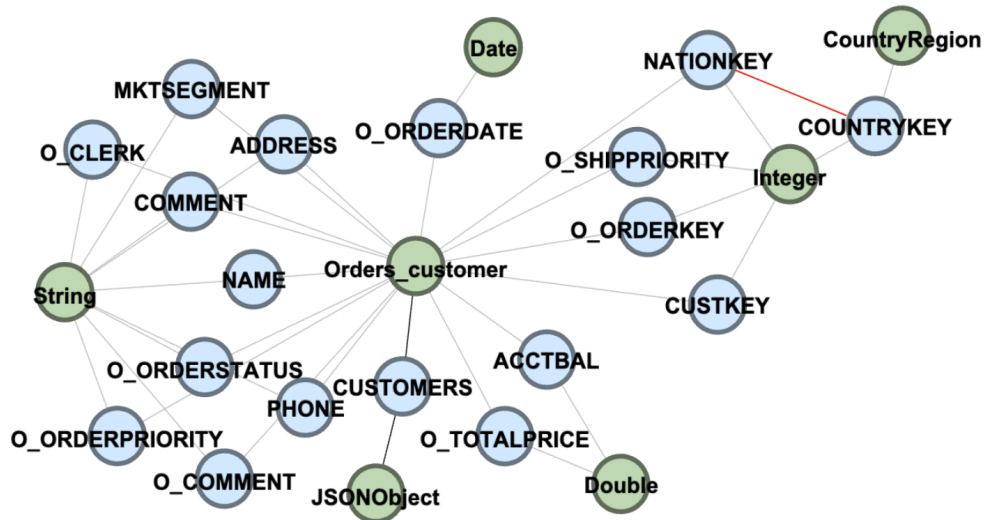 CountryRegion
Date
NATIONKEY
MKTSEGMENT
COUNTRYKEY
O_ORDERDATE
ADDRESS
O_CLERK
O_SHIPPRIORITY
Integer
COMMENT
O_ORDERKEY
Orders_customer
NAME
String
CUSTKEY
ACCTBAL
O_ORDERSTATUS
CUSTOMERS
PHONE
O_ORDERPRIORITY
O_TOTALPRICE
O_COMMENT
Double
JSONObject